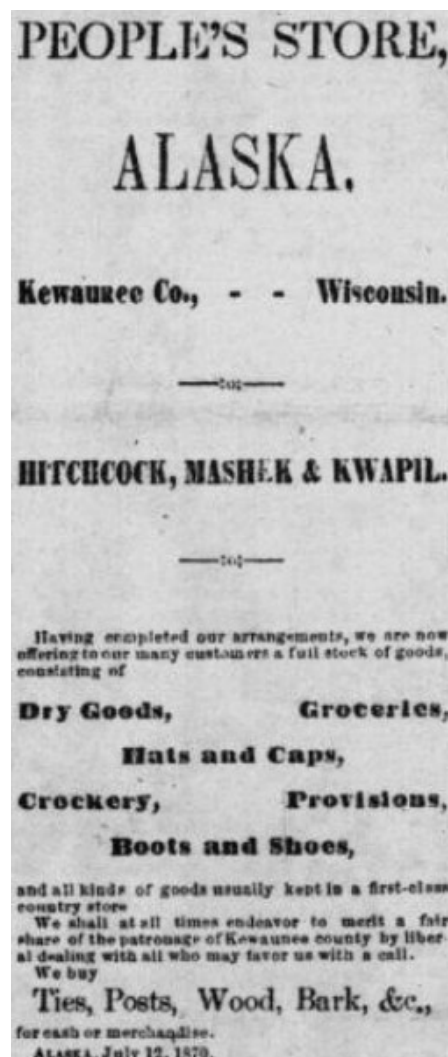 PEOPLE'S STORE,
ALASKA,
Kewaunee Co., - - Wisconsin.
HITCHCOCK, MASHEK & KWAPIL.
Having completed our arrangements, we are now
offering to our many customers a full stock of goods,
consisting of
Dry Goods, Groceries,
Hats and Caps,
Crockery, Provisions,
Boots and Shoes,
and all kinds of goods usually kept in a first-class
country store
We shall at all times endeavor to merit a fair
share of the patronage of Kewaunee county by liber
al dealing with all who may favor us with a call.
We buy
Ties, Posts, Wood, Bark, &c.,
for cash or merchandise.
ALASKA, July 12, 1870.